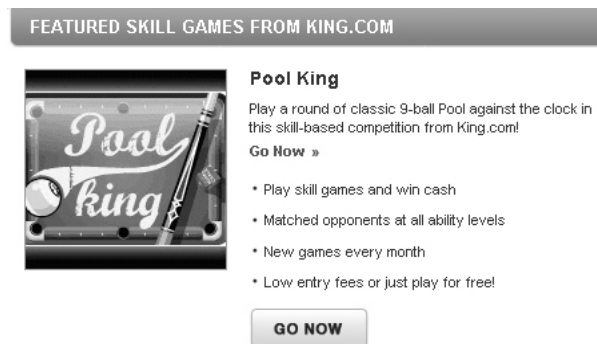 FEATURED SKILL GAMES FROM KING.COM
Pool
king
Pool King
Play a round of classic 9-ball Pool against the clock in
this skill-based competition from King.com!
Go Now »
• Play skill games and win cash
• Matched opponents at all ability levels
• New games every month
• Low entry fees or just play for free!
GO NOW